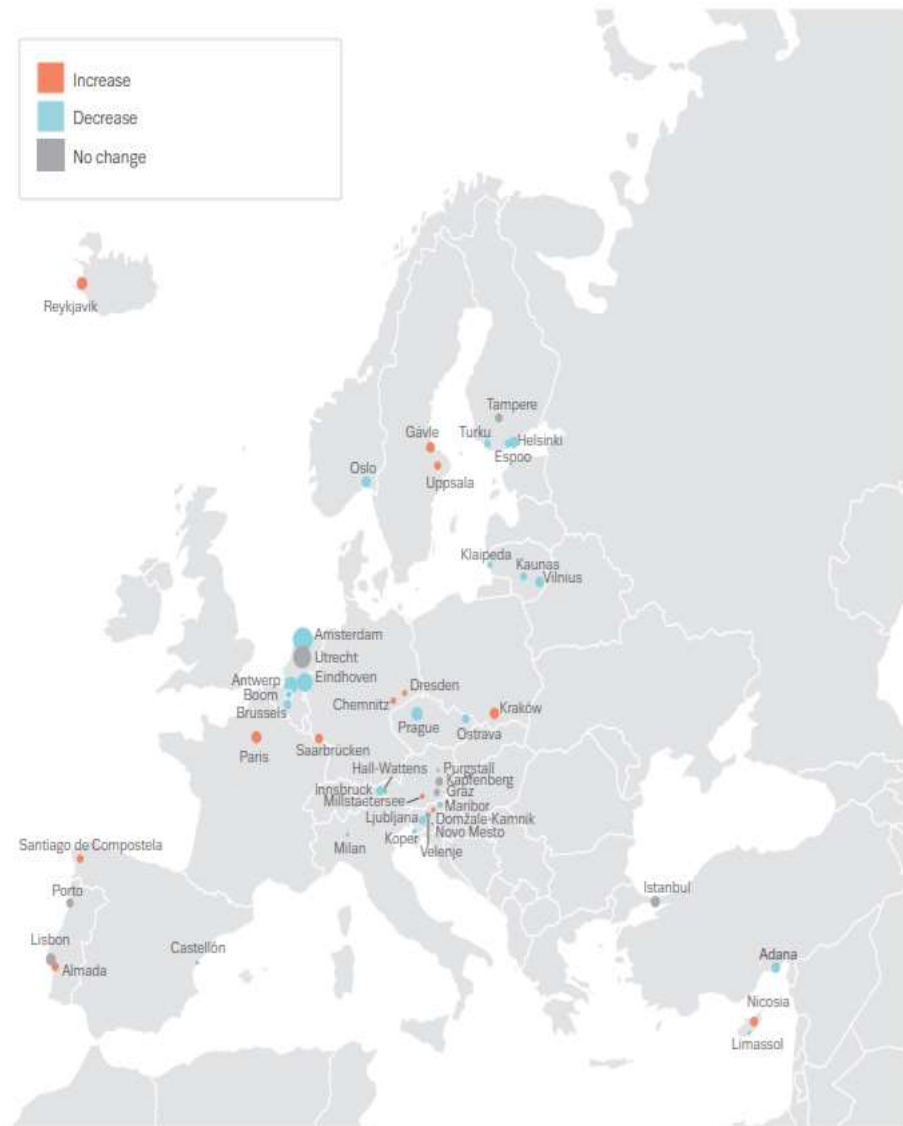 Increase
Decrease
No change
Reykjavik
Tampere
Gävle
Turku
Helsinki
Espoo
Oslo
Uppsala
Klaipeda
Kaunas
Vilnius
Amsterdam
Utrecht
Antwerp
Eindhoven
Boom
Dresden
Brussels
Chemnitz
Kraków
Prague
Ostrava
Paris
Saarbrücken
Hall-Wattens
Purgstall
Kapfenberg
Innsbruck
Graz
Millstaetersee
Maribor
Ljubljana
Domžale-Kamnik
Koper
Novo Mesto
Milan
Velenje
Santiago de Compostela
Porto
Istanbul
Lisbon
Castellón
Almada
Adana
Nicosia
Limassol